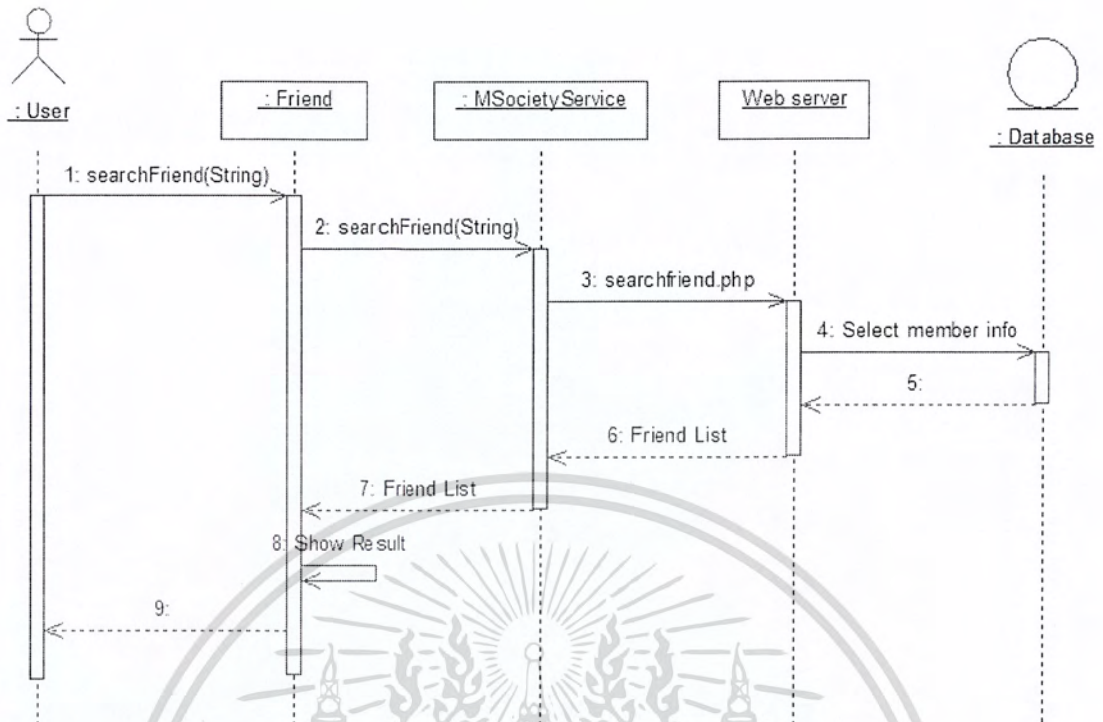 : User
: Friend
: MSocietyService
Web server
: Database
1: searchFriend(String)
2: searchFriend(String)
3: searchfriend.php
4: Select member info
5:
6: Friend List
7: Friend List
8: Show Result
9: